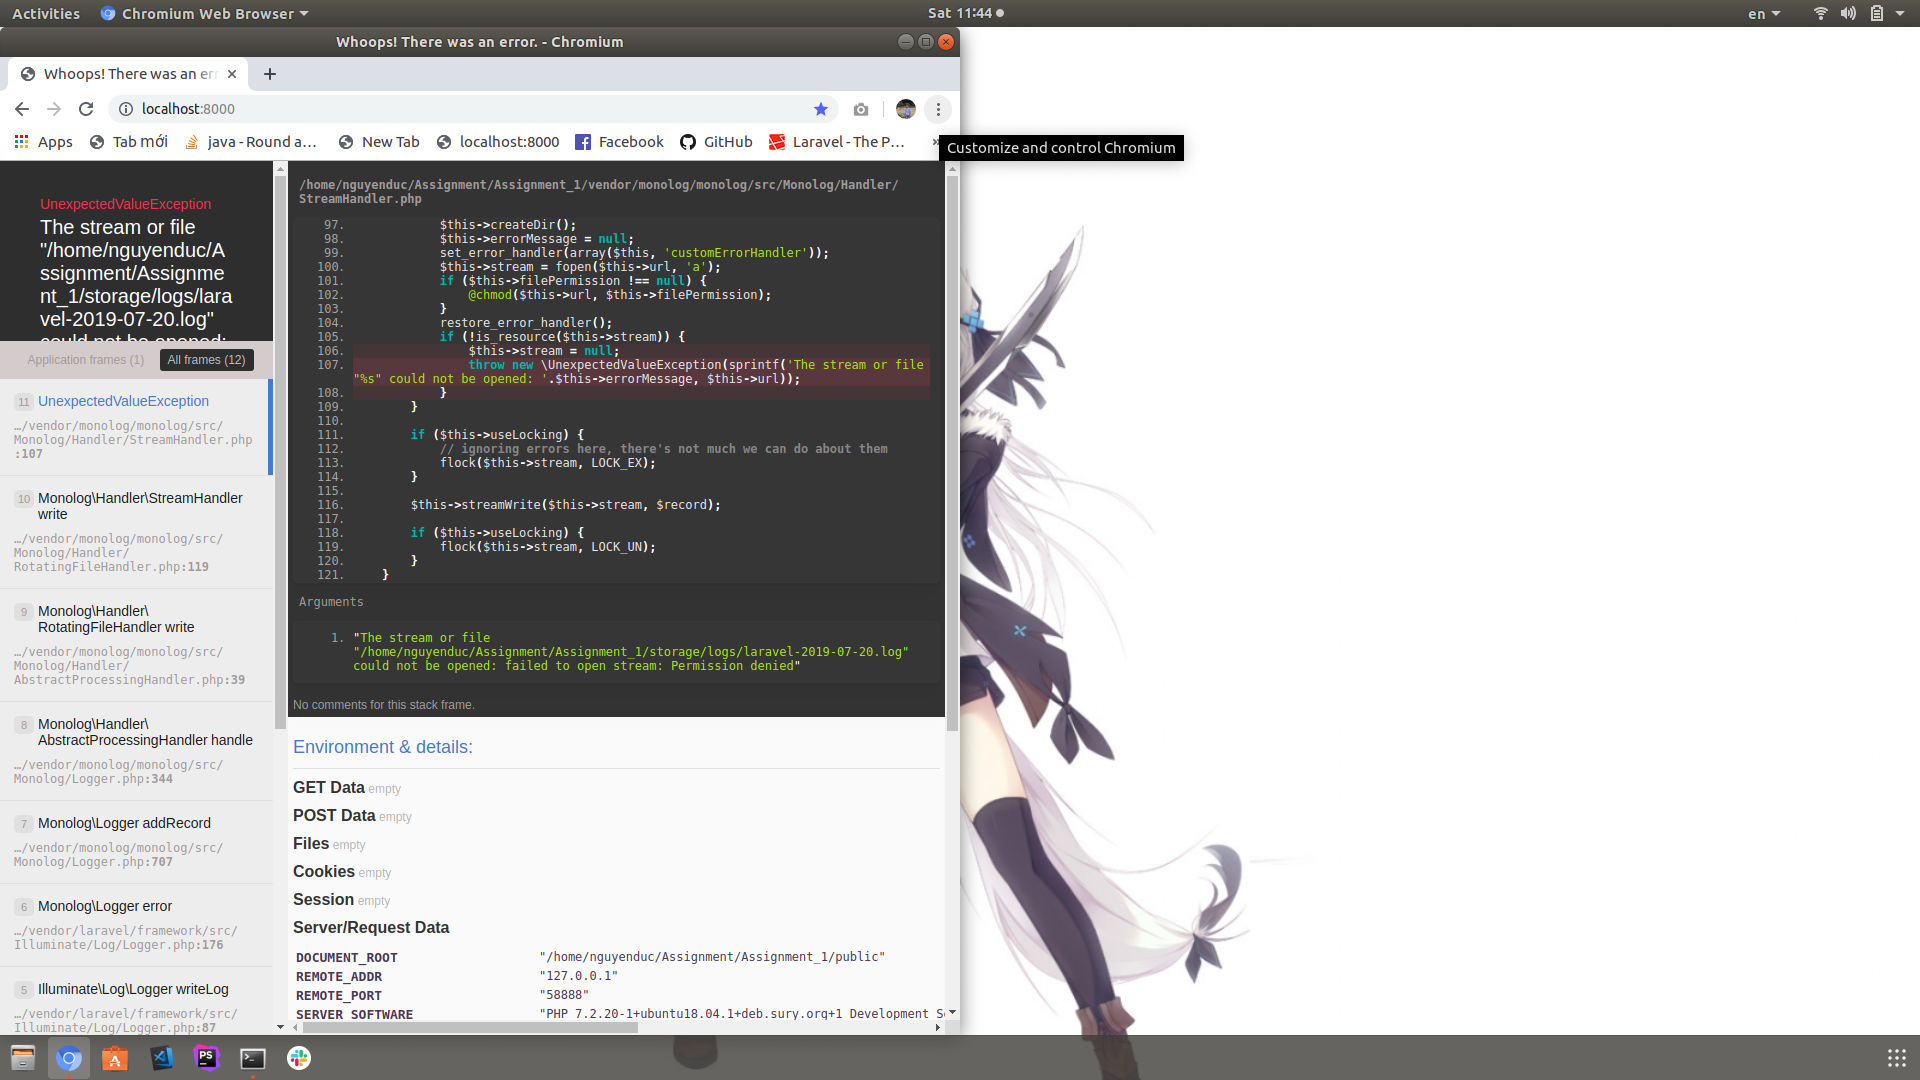 Activities
Chromium Web Browser
Sat 11:44
en
Whoops! There was an error. - Chromium
Whoops! There was an err
localhost:8000
Apps
Tab mới
java - Round a...
New Tab
localhost:8000
Facebook
GitHub
Laravel - The P...
»
Customize and control Chromium
UnexpectedValueException
The stream or file
"/home/nguyenduc/A
ssignment/Assignme
nt_1/storage/logs/lara
vel-2019-07-20.log"
could not be opened:
Application frames (1)
All frames (12)
11 UnexpectedValueException
…/vendor/monolog/monolog/src/
Monolog/Handler/StreamHandler.php
:107
10 Monolog\Handler\StreamHandler
write
…/vendor/monolog/monolog/src/
Monolog/Handler/
RotatingFileHandler.php:119
9 Monolog\Handler\
RotatingFileHandler write
…/vendor/monolog/monolog/src/
Monolog/Handler/
AbstractProcessingHandler.php:39
8 Monolog\Handler\
AbstractProcessingHandler handle
…/vendor/monolog/monolog/src/
Monolog/Logger.php:344
7 Monolog\Logger addRecord
…/vendor/monolog/monolog/src/
Monolog/Logger.php:707
6 Monolog\Logger error
…/vendor/laravel/framework/src/
Illuminate/Log/Logger.php:176
5 Illuminate\Log\Logger writeLog
…/vendor/laravel/framework/src/
Illuminate/Log/Logger.php:87
/home/nguyenduc/Assignment/Assignment_1/vendor/monolog/monolog/src/Monolog/Handler/
StreamHandler.php
97. $this->createDir();
98. $this->errorMessage = null;
99. set_error_handler(array($this, 'customErrorHandler'));
100. $this->stream = fopen($this->url, 'a');
101. if ($this->filePermission !== null) {
102. @chmod($this->url, $this->filePermission);
103. }
104. restore_error_handler();
105. if (!is_resource($this->stream)) {
106. $this->stream = null;
107. throw new \UnexpectedValueException(sprintf('The stream or file
"%s" could not be opened: '.$this->errorMessage, $this->url));
108. }
109. }
110.
111. if ($this->useLocking) {
112. // ignoring errors here, there's not much we can do about them
113. flock($this->stream, LOCK_EX);
114. }
115.
116. $this->streamWrite($this->stream, $record);
117.
118. if ($this->useLocking) {
119. flock($this->stream, LOCK_UN);
120. }
121. }
Arguments
1. "The stream or file
"/home/nguyenduc/Assignment/Assignment_1/storage/logs/laravel-2019-07-20.log"
could not be opened: failed to open stream: Permission denied"
No comments for this stack frame.
Environment & details:
GET Data empty
POST Data empty
Files empty
Cookies empty
Session empty
Server/Request Data
DOCUMENT_ROOT "/home/nguyenduc/Assignment/Assignment_1/public"
REMOTE_ADDR "127.0.0.1"
REMOTE_PORT "58888"
SERVER_SOFTWARE "PHP 7.2.20-1+ubuntu18.04.1+deb.sury.org+1 Development Se
PS